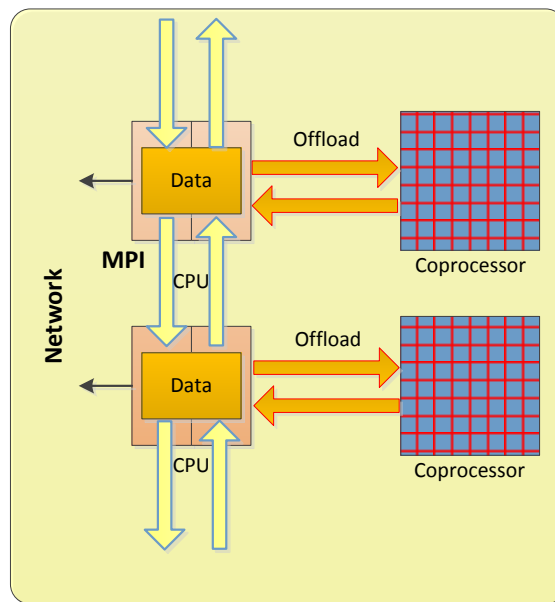 Offload
Data
Coprocessor
MPI
CPU
Network
Offload
Data
CPU
Coprocessor